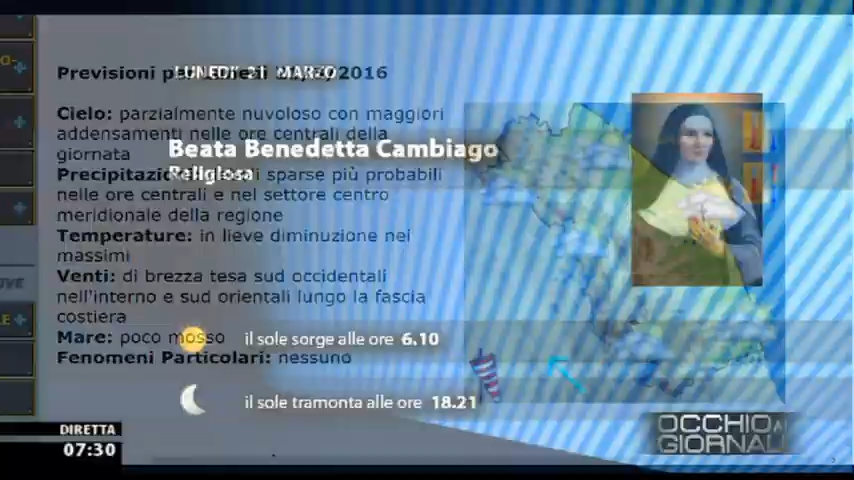 Previsioni per 2016
LUNEDI' 21 MARZO
Cielo: parzialmente nuvoloso con maggiori
addensamenti nelle ore centrali della
giornata
Beata Benedetta Cambiago
Religiosa
sparse più probabili
nelle ore centrali e nel settore centro
meridionale della regione
Temperature: in lieve diminuzione nei
massimi
Venti: di brezza tesa sud occidentali
nell'interno e sud orientali lungo la fascia
costiera
Mare: poco mosso
il sole sorge alle ore 6.10
Fenomeni Particolari: nessuno
il sole tramonta alle ore 18.21
DIRETTA
07:30
OCCHIO AI
GIORNALI